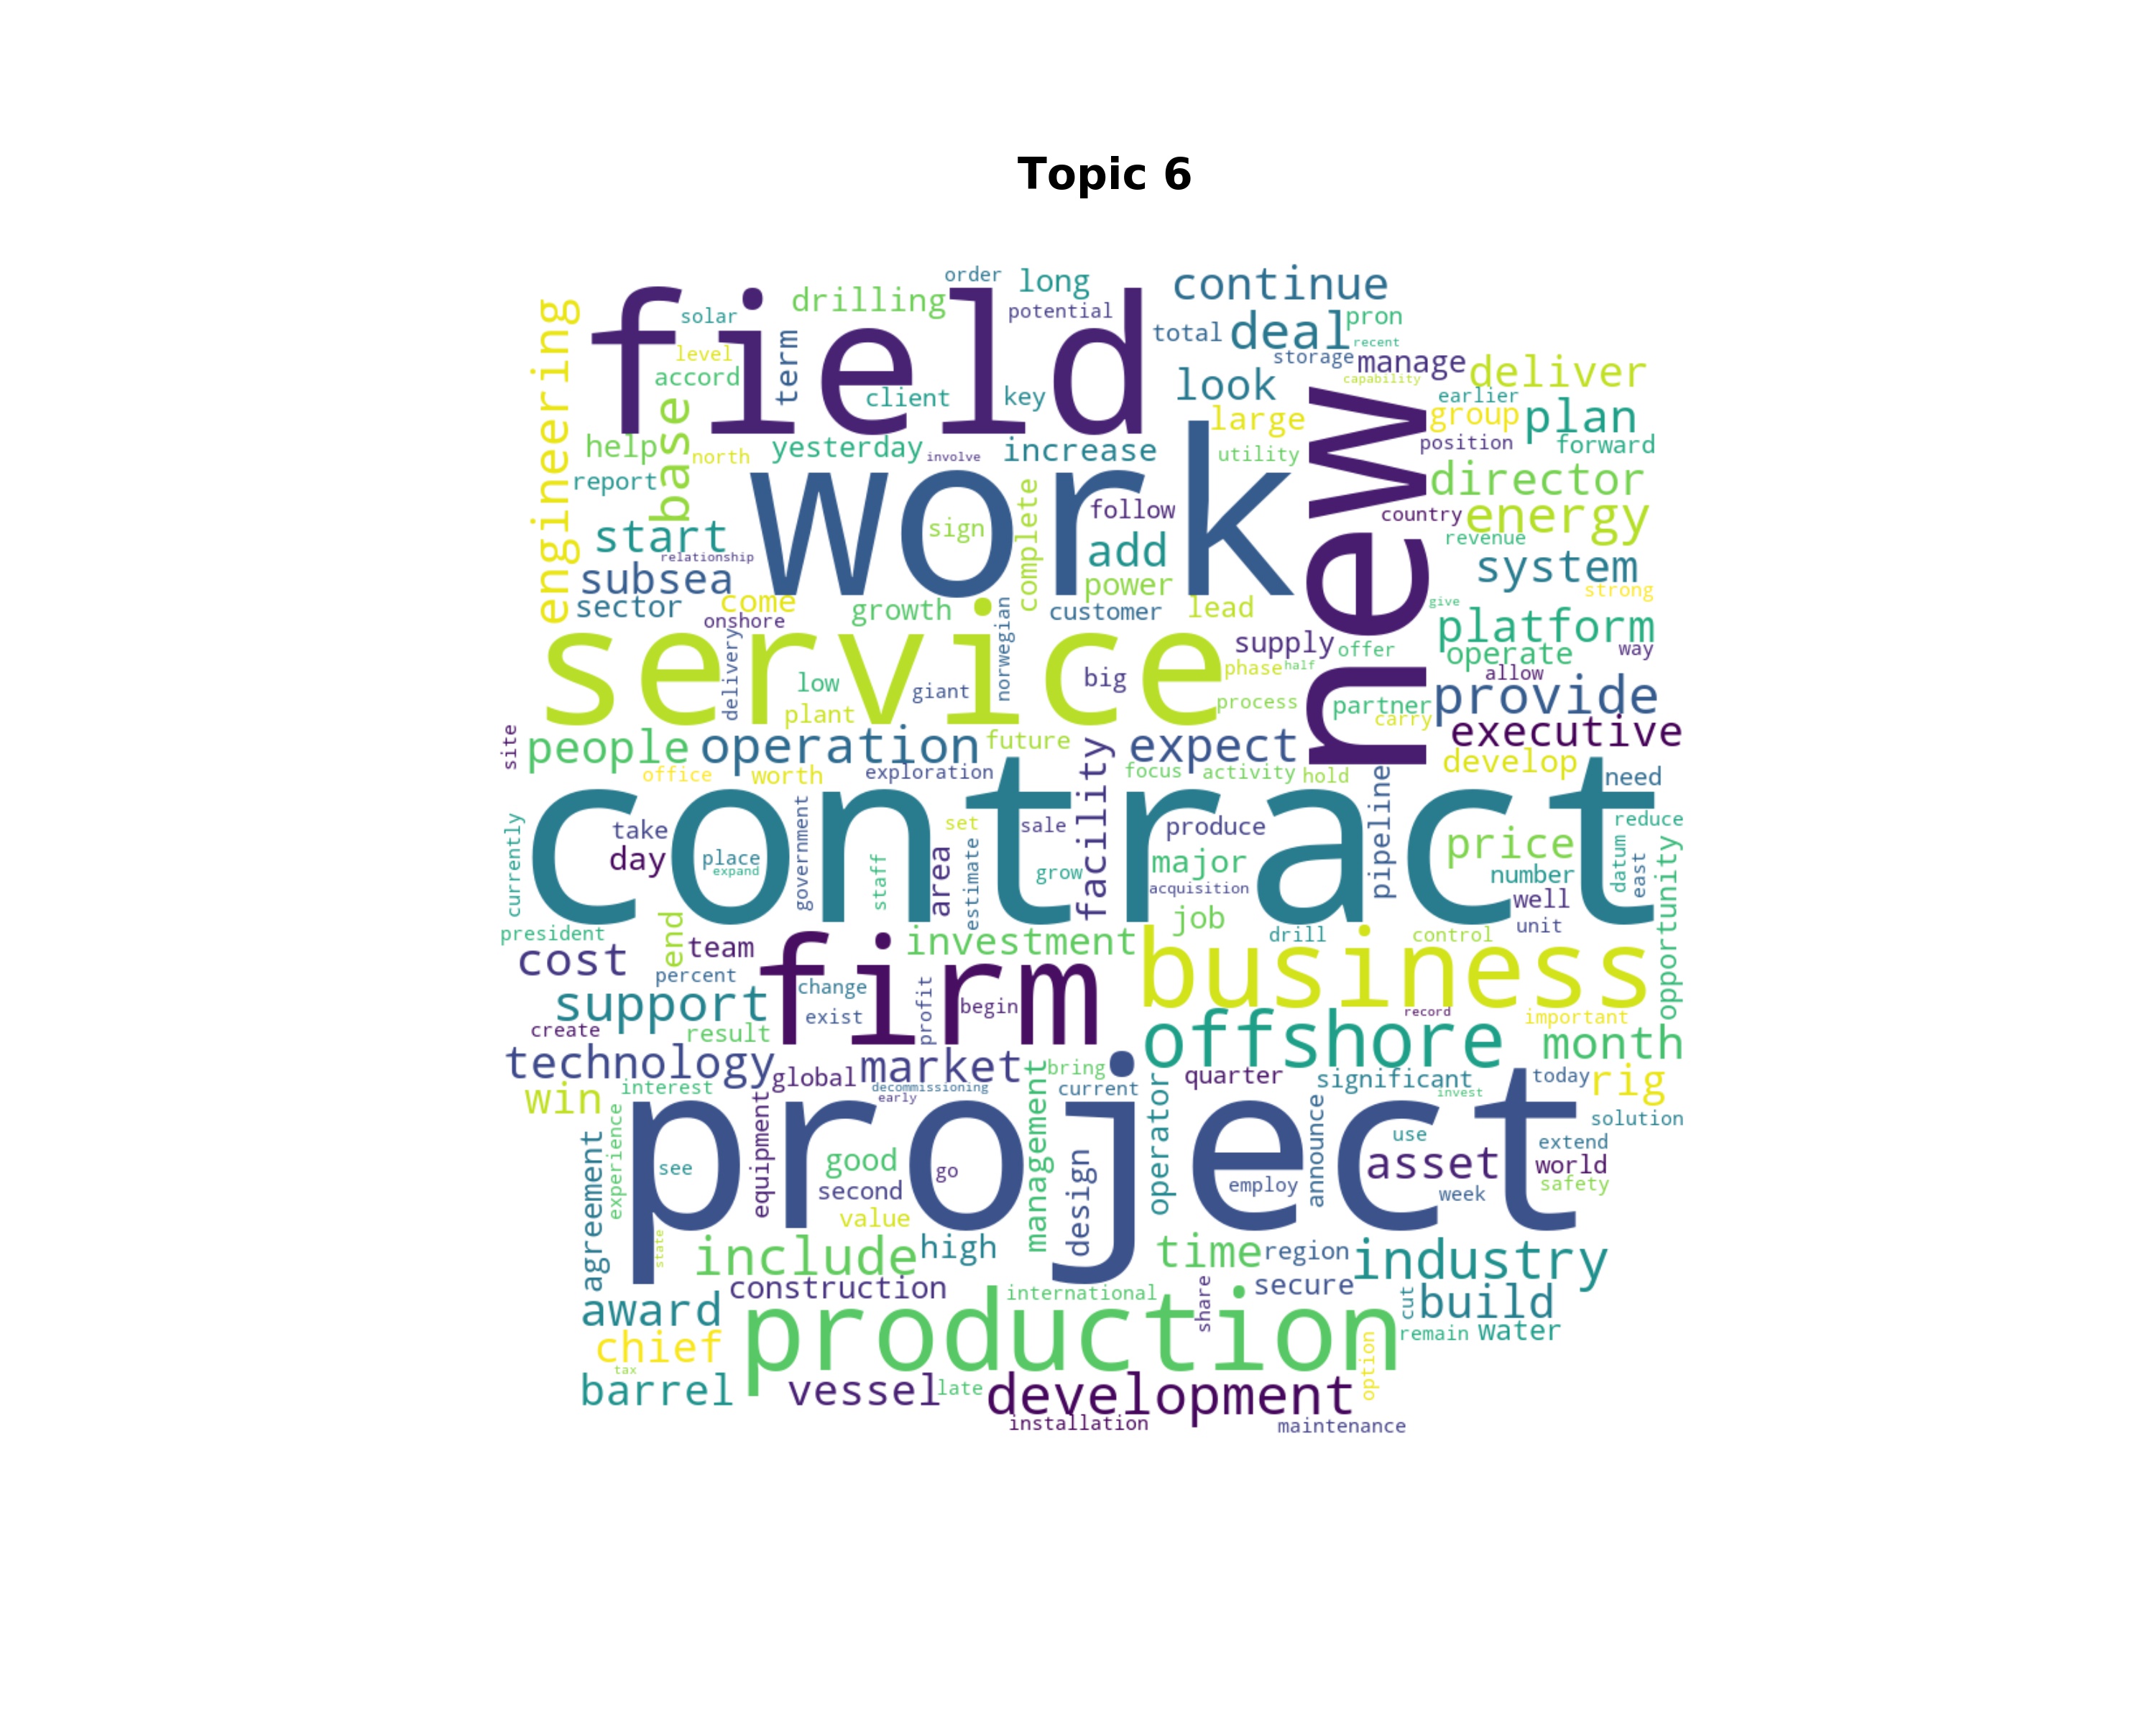 Topic 6
order
long
continue
field
drilling
solar
potential
total
deal
pron
recent
level
term
accord
client
key
look
storage
manage
capability
deliver
earlier
engineering
base
large
group
plan
position
forward
help
north
yesterday
involve
increase
utility
new
report
work
director
start
sign
complete
follow
country
energy
revenue
relationship
add
system
subsea
power
strong
sector
come
growth
customer
lead
give
onshore
norwegian
platform
service
delivery
supply
offer
operate
way
low
giant
big
phase
half
allow
plant
process
partner
carry
provide
site
people
operation
future
expect
executive
office
worth
exploration
facility
focus
activity
hold
develop
need
contract
currently
take
day
place
expand
government
staff
area
set
estimate
sale
grow
produce
major
acquisition
pipeline
price
number
well
unit
datum
east
reduce
opportunity
job
president
end
team
investment
drill
control
cost
percent
firm
business
support
change
exist
profit
begin
record
important
create
result
offshore
month
technology
global
market
bring
quarter
significant
today
rig
win
interest
decommissioning
early
management
current
invest
solution
project
agreement
experience
see
equipment
good
go
second
value
design
operator
employ
announce
use
asset
week
extend
world
safety
state
include
high
time
region
industry
construction
international
share
secure
cut
build
award
production
remain
water
chief
tax
option
barrel
vessel
late
development
installation
maintenance